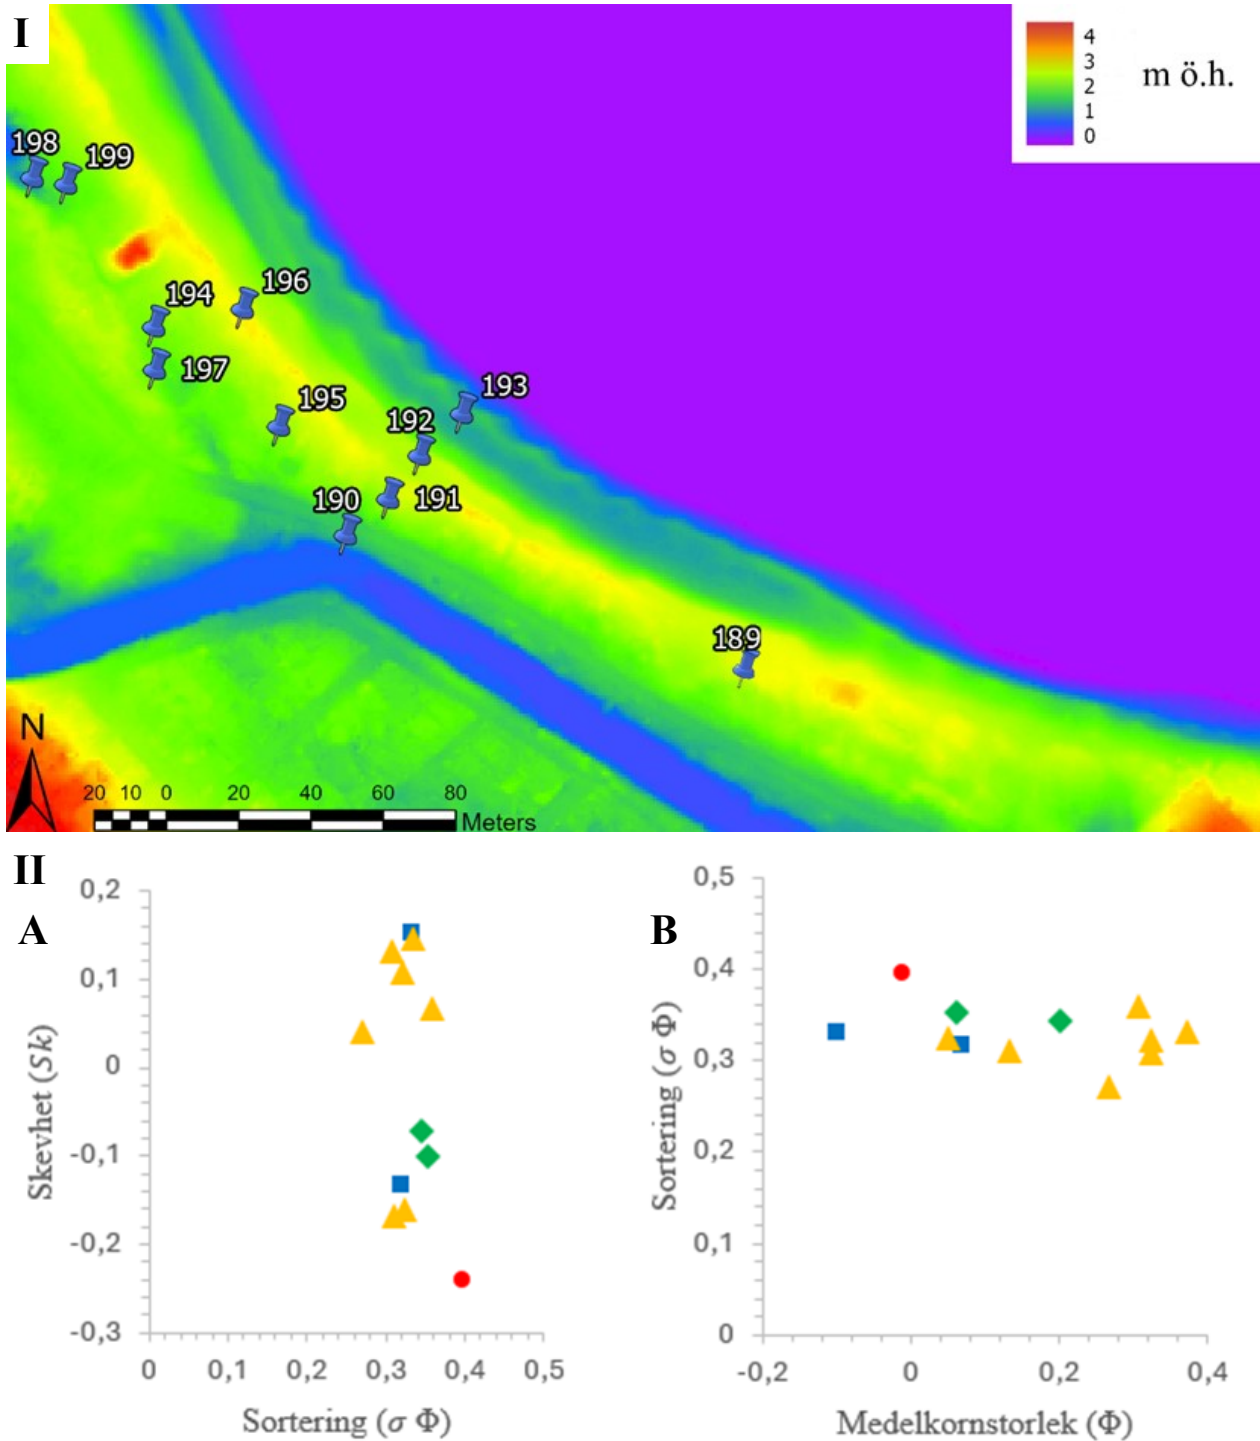 I
4
3
2
1
0
m ö.h.
198
199
196
194
197
195
193
192
191
190
189
N
20 10 0 20 40 60 80
Meters
II
A
0,2
0,1
0
-0,1
-0,2
-0,3
Skevhet (Sk)
0 0,1 0,2 0,3 0,4 0,5
Sortering (σ Φ)
B
0,5
0,4
0,3
0,2
0,1
0
Sortering (σ Φ)
-0,2 0 0,2 0,4
Medelkornstorlek (Φ)